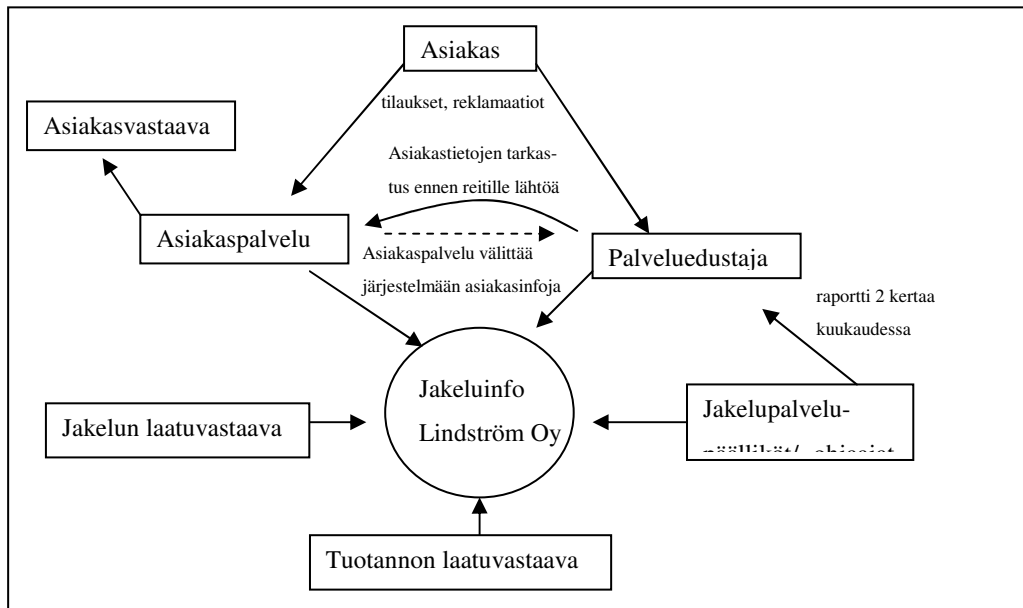 Asiakas
tilaukset, reklamaatiot
Asiakasvastaava
Asiakastietojen tarkas-
tus ennen reitille lähtöä
Asiakaspalvelu
Palveluedustaja
Asiakaspalvelu välittää
järjestelmään asiakasinfoja
raportti 2 kertaa
kuukaudessa
Jakeluinfo
Lindström Oy
Jakelun laatuvastaava
Jakelupalvelu-
Tuotannon laatuvastaava